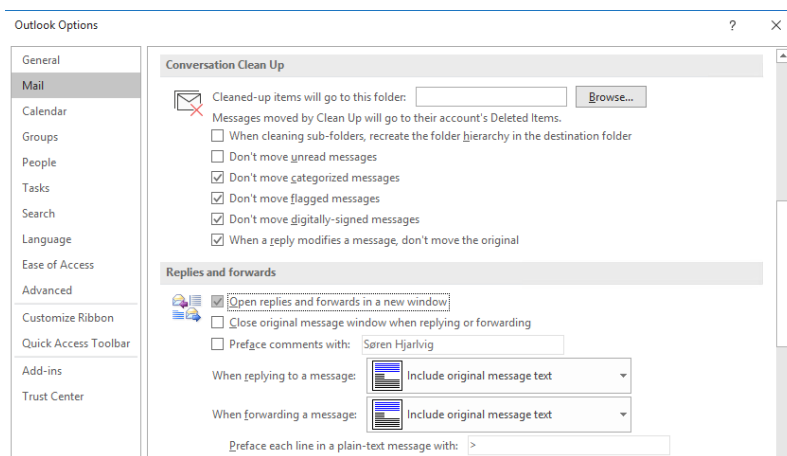 Outlook Options
?
General
Mail
Calendar
Groups
People
Tasks
Search
Language
Ease of Access
Advanced
Customize Ribbon
Quick Access Toolbar
Add-ins
Trust Center
Conversation Clean Up
Cleaned-up items will go to this folder: Browse...
Messages moved by Clean Up will go to their account's Deleted Items.
When cleaning sub-folders, recreate the folder hierarchy in the destination folder
Don't move unread messages
Don't move categorized messages
Don't move flagged messages
Don't move digitally-signed messages
When a reply modifies a message, don't move the original
Replies and forwards
Open replies and forwards in a new window
Close original message window when replying or forwarding
Preface comments with: Søren Hjarlvig
When replying to a message: Include original message text
When forwarding a message: Include original message text
Preface each line in a plain-text message with: >